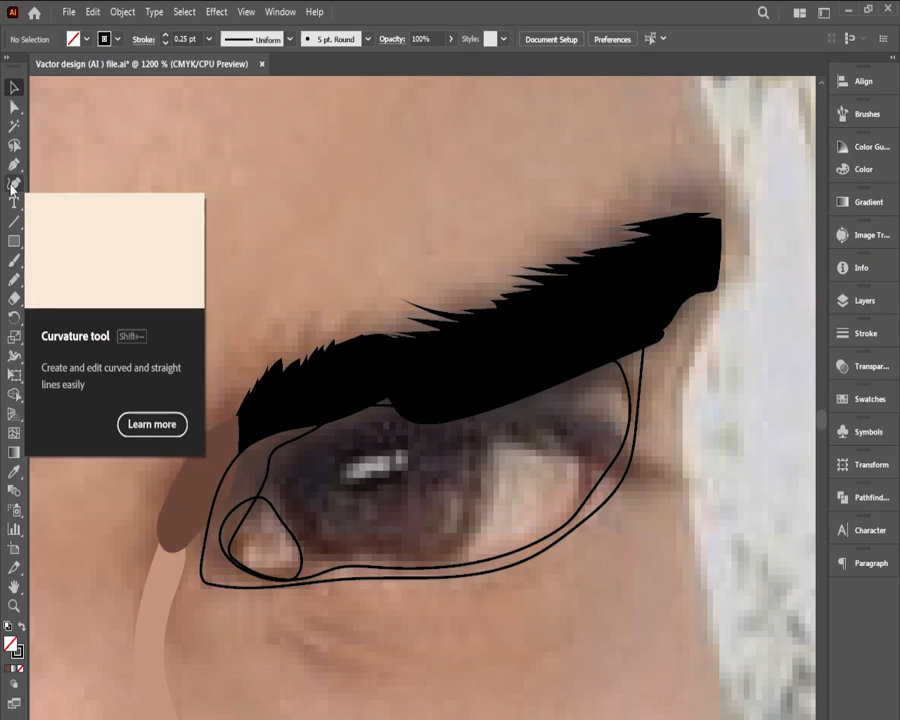 Ai File Edit Object Type Select Effect View Window Help
No Selection Stroke: 0.25 pt Uniform 5 pt. Round Opacity: 100% Style: Document Setup Preferences
Vactor design (AI ) file.ai* @ 1200 % (CMYK/CPU Preview) ×
Align
Brushes
Color Gu...
Color
Gradient
Image Tr...
Info
Layers
Stroke
Transpar...
Swatches
Symbols
Transform
Pathfind...
Character
Paragraph
Curvature tool Shift+~
Create and edit curved and straight
lines easily
Learn more